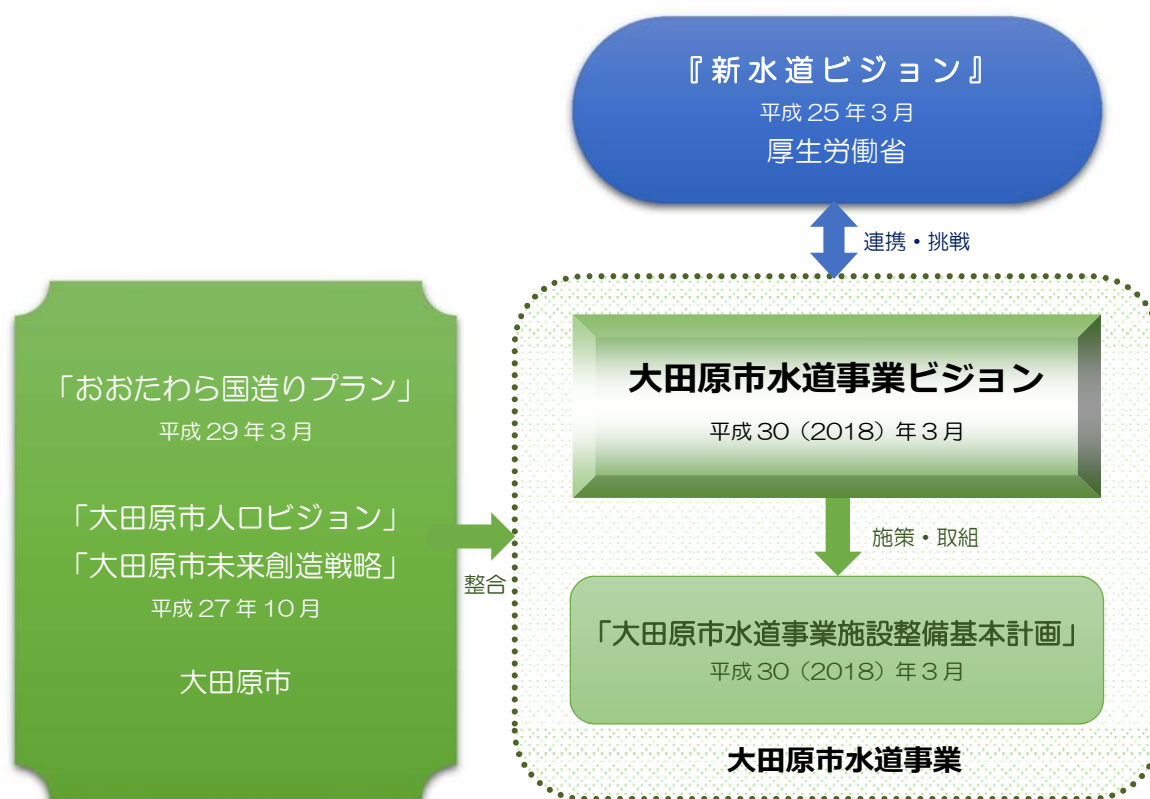 『新水道ビジョン』
平成25年3月
厚生労働省
連携・挑戦
「おおたわら国造りプラン」
平成29年3月
「大田原市人口ビジョン」
「大田原市未来創造戦略」
平成27年10月
大田原市
整合
大田原市水道事業ビジョン
平成30（2018）年3月
施策・取組
「大田原市水道事業施設整備基本計画」
平成30（2018）年3月
大田原市水道事業